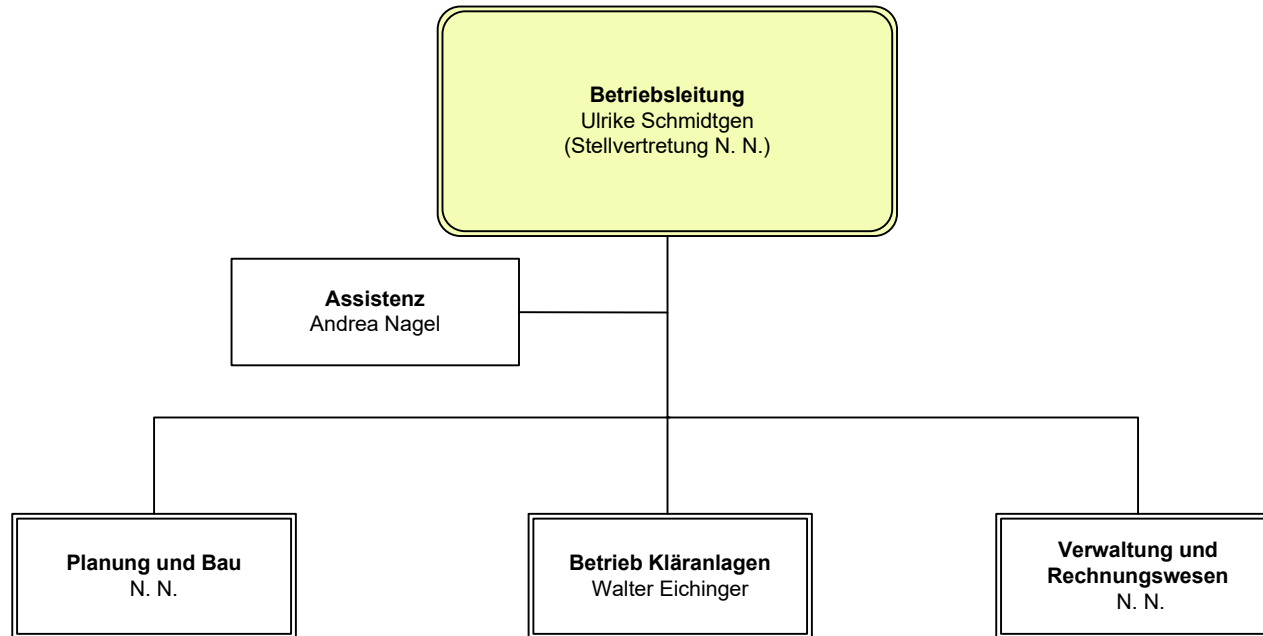 Betriebsleitung
Ulrike Schmidtgen
(Stellvertretung N. N.)
Assistenz
Andrea Nagel
Planung und Bau
N. N.
Betrieb Kläranlagen
Walter Eichinger
Verwaltung und
Rechnungswesen
N. N.